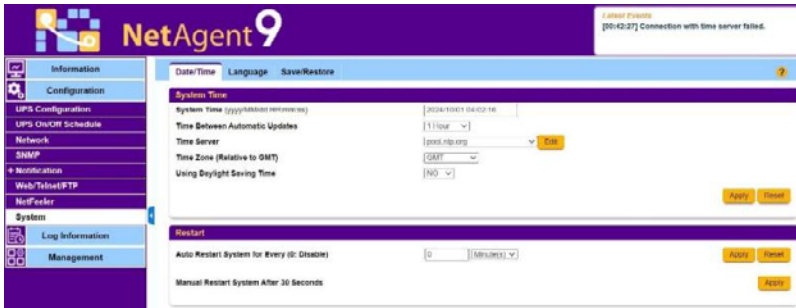 NetAgent 9
Latest Events
[00:42:27] Connection with time server failed.
Information
Configuration
UPS Configuration
UPS On/Off Schedule
Network
SNMP
+ Notification
Web/Telnet/FTP
NetFeeler
System
Log Information
Management
Date/Time Language Save/Restore ?
System Time
System Time (yyyy/MM/dd HH:mm:ss) 2024/10/01 04:02:16
Time Between Automatic Updates 1 Hour
Time Server pool.ntp.org Edit
Time Zone (Relative to GMT) GMT
Using Daylight Saving Time NO
Apply Reset
Restart
Auto Restart System for Every (0: Disable) 0 Minute(s) Apply Reset
Manual Restart System After 30 Seconds Apply